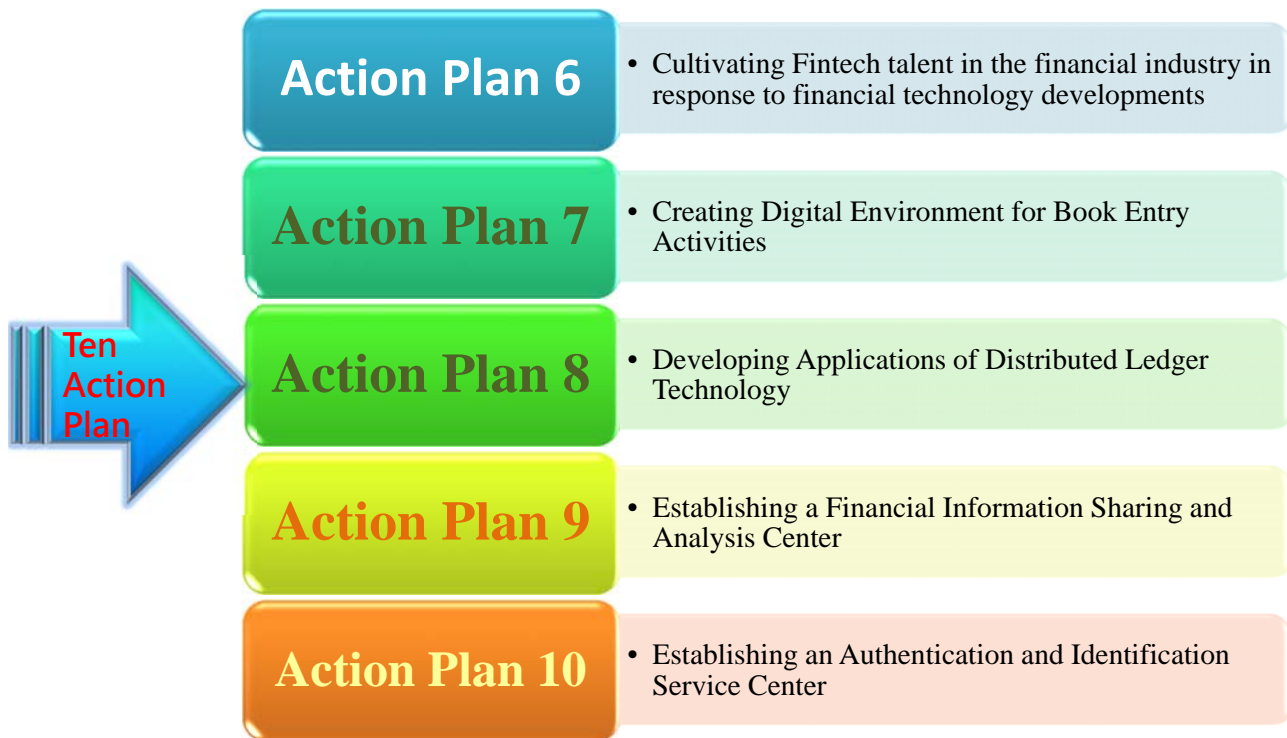 Ten
Action
Plan
Action Plan 6
• Cultivating Fintech talent in the financial industry in
response to financial technology developments
Action Plan 7
• Creating Digital Environment for Book Entry
Activities
Action Plan 8
• Developing Applications of Distributed Ledger
Technology
Action Plan 9
• Establishing a Financial Information Sharing and
Analysis Center
Action Plan 10
• Establishing an Authentication and Identification
Service Center